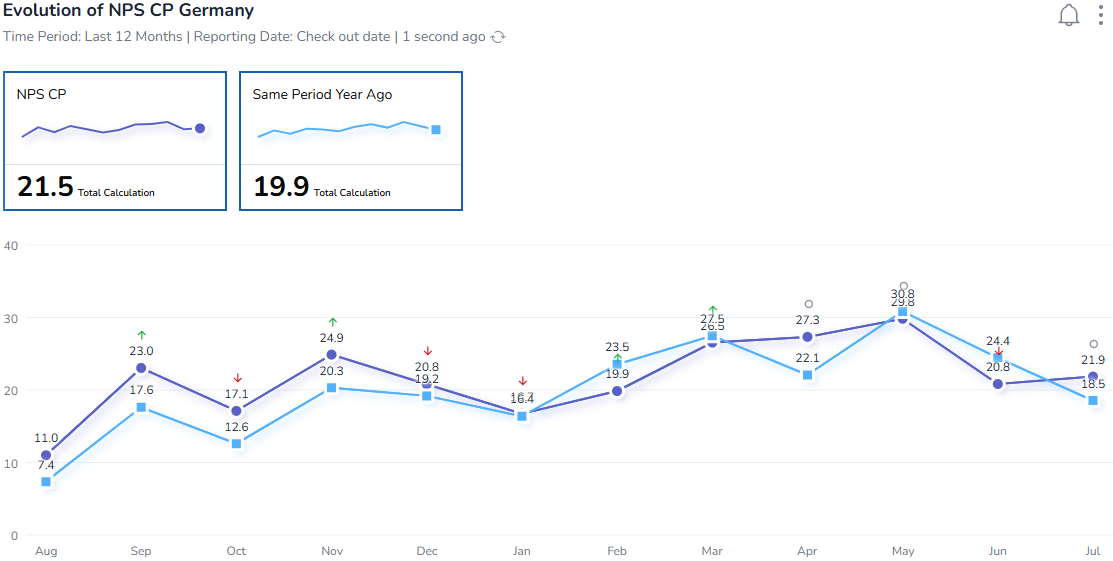 Evolution of NPS CP Germany
Time Period: Last 12 Months | Reporting Date: Check out date | 1 second ago
NPS CP
21.5 Total Calculation
Same Period Year Ago
19.9 Total Calculation
40
30
20
10
0
11.0
7.4
23.0
17.6
17.1
12.6
24.9
20.3
20.8
19.2
16.4
23.5
19.9
27.5
26.5
27.3
22.1
30.8
29.8
24.4
20.8
21.9
18.5
Aug
Sep
Oct
Nov
Dec
Jan
Feb
Mar
Apr
May
Jun
Jul